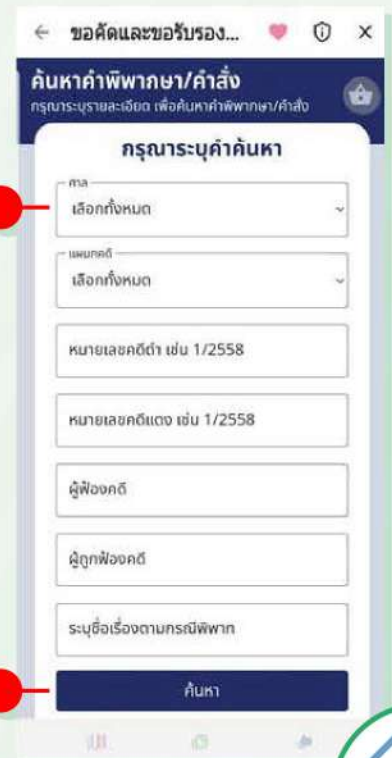 ขอคัดและขอรับรอง...
ค้นหาคำพิพากษา/คำสั่ง
กรุณาระบุรายละเอียด เพื่อค้นหาคำพิพากษา/คำสั่ง
กรุณาระบุคำค้นหา
ศาล
เลือกทั้งหมด
แผนกคดี
เลือกทั้งหมด
หมายเลขคดีดำ เช่น 1/2558
หมายเลขคดีแดง เช่น 1/2558
ผู้ฟ้องคดี
ผู้ถูกฟ้องคดี
ระบุชื่อเรื่องตามกรณีพิพาท
ค้นหา